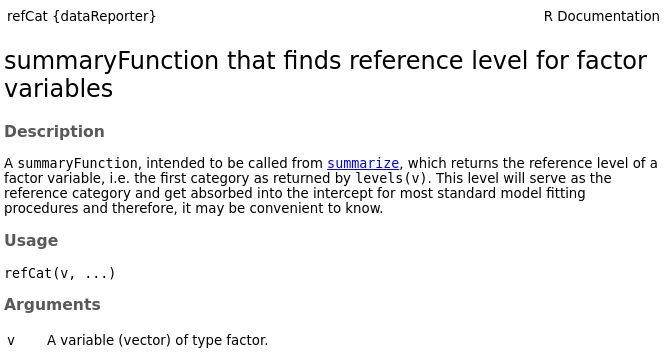 refCat {dataReporter} R Documentation
summaryFunction that finds reference level for factor
variables
Description
A summaryFunction, intended to be called from summarize, which returns the reference level of a
factor variable, i.e. the first category as returned by levels(v). This level will serve as the
reference category and get absorbed into the intercept for most standard model fitting
procedures and therefore, it may be convenient to know.
Usage
refCat(v, ...)
Arguments
v A variable (vector) of type factor.